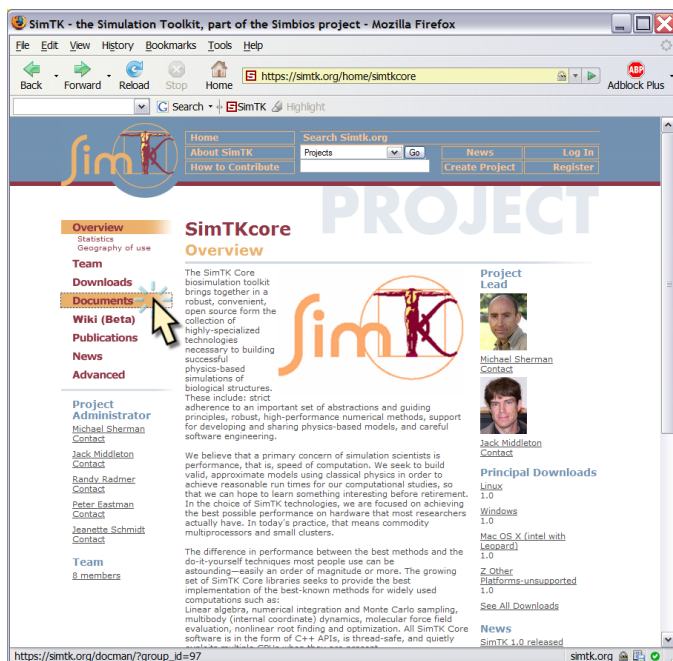 SimTK - the Simulation Toolkit, part of the Simbios project - Mozilla Firefox
File Edit View History Bookmarks Tools Help
Back Forward Reload Stop Home https://simtk.org/home/simtkcore ABP Adblock Plus
G Search SimTK Highlight
SimTK
Home
About SimTK
How to Contribute
Search Simtk.org
Projects Go
News Log In
Create Project Register
PROJECT
Overview
Statistics
Geography of use
Team
Downloads
Documents
Wiki (Beta)
Publications
News
Advanced
Project
Administrator
Michael Sherman
Contact
Jack Middleton
Contact
Randy Radmer
Contact
Peter Eastman
Contact
Jeanette Schmidt
Contact
Team
8 members
SimTKcore
Overview
The SimTK Core
biosimulation toolkit
brings together in a
robust, convenient,
open source form the
collection of
highly-specialized
technologies
necessary to building
successful
physics-based
simulations of
biological structures.
These include: strict
adherence to an important set of abstractions and guiding
principles, robust, high-performance numerical methods, support
for developing and sharing physics-based models, and careful
software engineering.
SimTK
We believe that a primary concern of simulation scientists is
performance, that is, speed of computation. We seek to build
valid, approximate models using classical physics in order to
achieve reasonable run times for our computational studies, so
that we can hope to learn something interesting before retirement.
In the choice of SimTK technologies, we are focused on achieving
the best possible performance on hardware that most researchers
actually have. In today's practice, that means commodity
multiprocessors and small clusters.
The difference in performance between the best methods and the
do-it-yourself techniques most people use can be
astounding—easily an order of magnitude or more. The growing
set of SimTK Core libraries seeks to provide the best
implementation of the best-known methods for widely used
computations such as:
Linear algebra, numerical integration and Monte Carlo sampling,
multibody (internal coordinate) dynamics, molecular force field
evaluation, nonlinear root finding and optimization. All SimTK Core
software is in the form of C++ APIs, is thread-safe, and quietly
Project
Lead
Michael Sherman
Contact
Jack Middleton
Contact
Principal Downloads
Linux
1.0
Windows
1.0
Mac OS X (intel with
Leopard)
1.0
Z Other
Platforms-unsupported
1.0
See All Downloads
News
SimTK 1.0 released
https://simtk.org/docman/?group_id=97 simtk.org